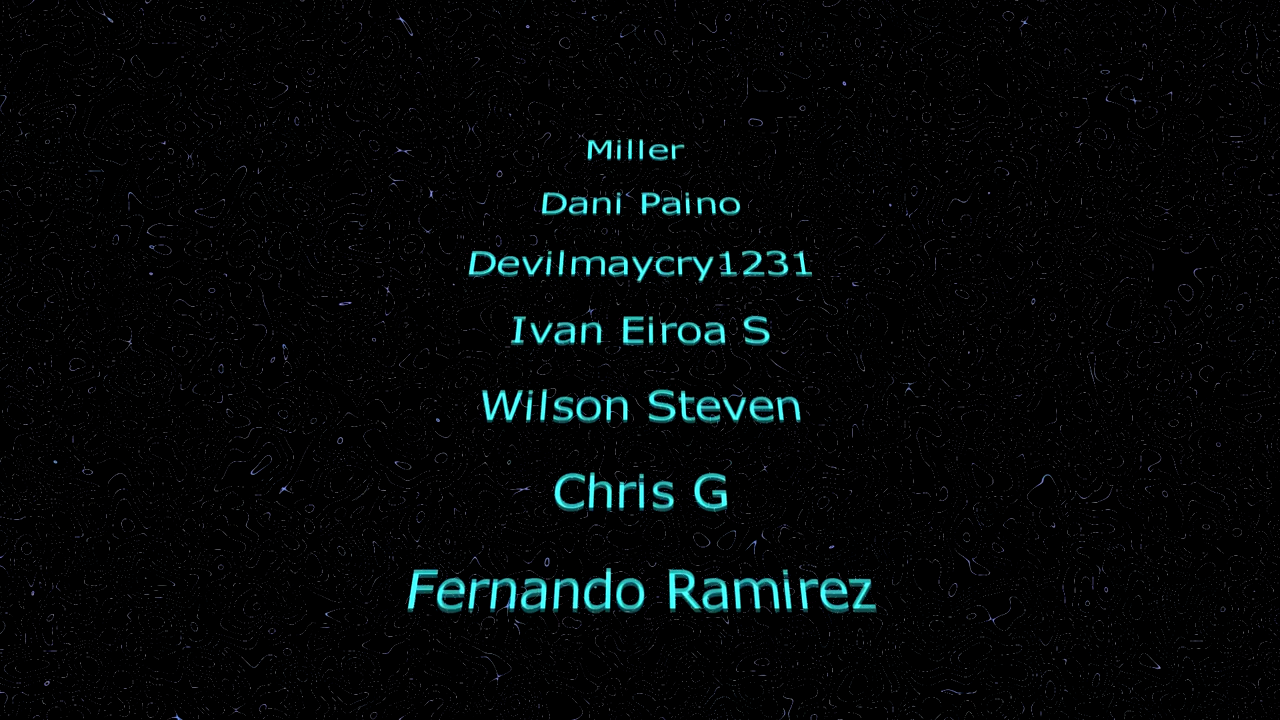 Miller
Dani Paino
Devilmaycry1231
Ivan Eiroa S
Wilson Steven
Chris G
Fernando Ramirez